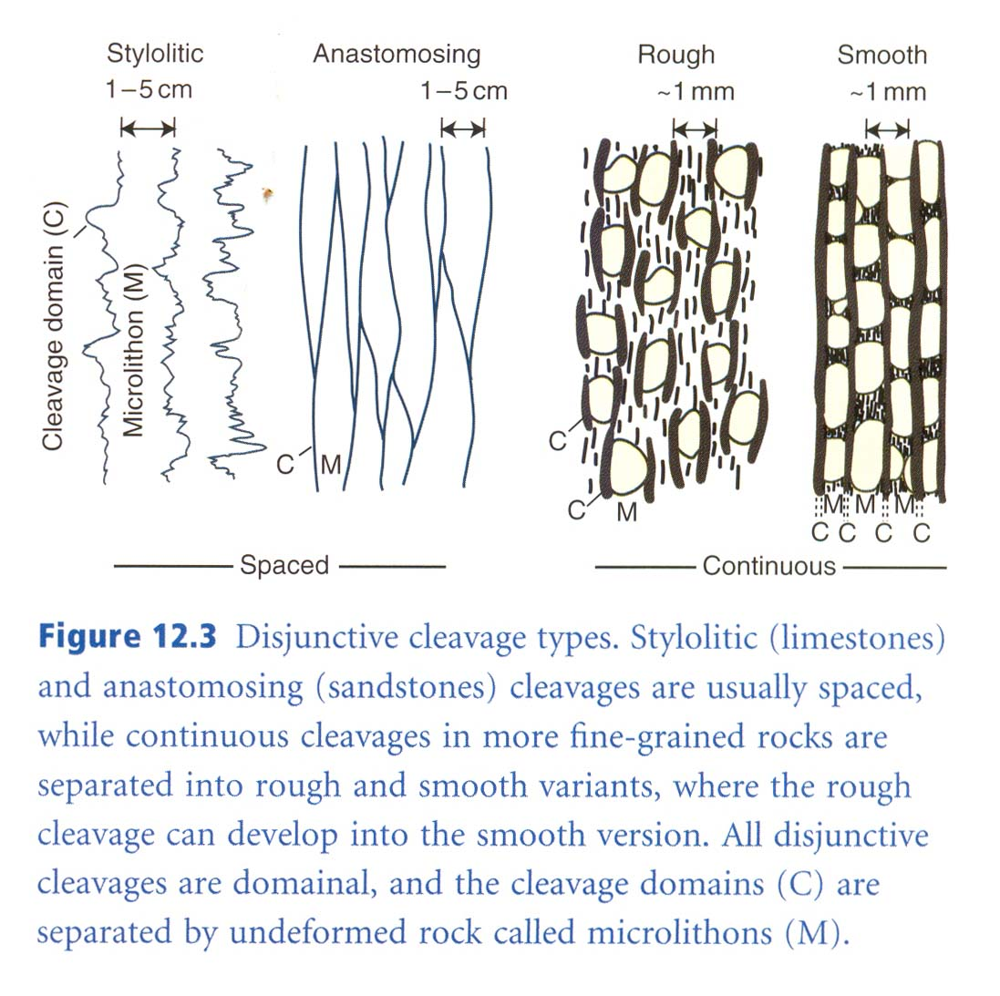 Stylolitic
Anastomosing
Rough
Smooth
1–5 cm
1–5 cm
~1 mm
~1 mm
Cleavage domain (C)
Microlithon (M)
C
M
C
C
M
M
M
M
C
C
C
C
Spaced
Continuous
Figure 12.3 Disjunctive cleavage types. Stylolitic (limestones)
and anastomosing (sandstones) cleavages are usually spaced,
while continuous cleavages in more fine-grained rocks are
separated into rough and smooth variants, where the rough
cleavage can develop into the smooth version. All disjunctive
cleavages are domainal, and the cleavage domains (C) are
separated by undeformed rock called microlithons (M).